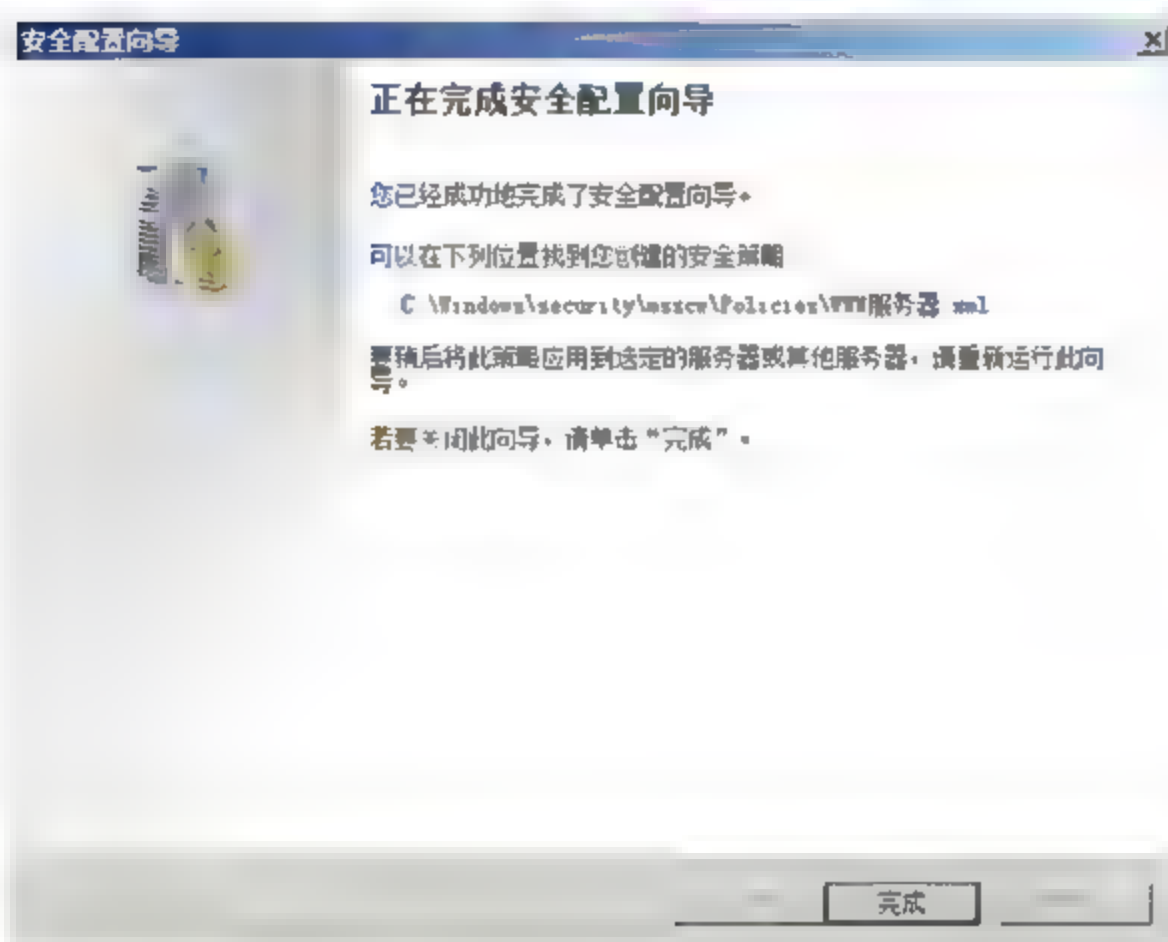 安全配置向导
正在完成安全配置向导
您已经成功地完成了安全配置向导。
可以在下列位置找到您创建的安全策略
C \Windows\security\msscw\Policies\WWW服务器 xml
要稍后将此策略应用到选定的服务器或其他服务器，请重新运行此向
导。
若要关闭此向导，请单击“完成”。
完成